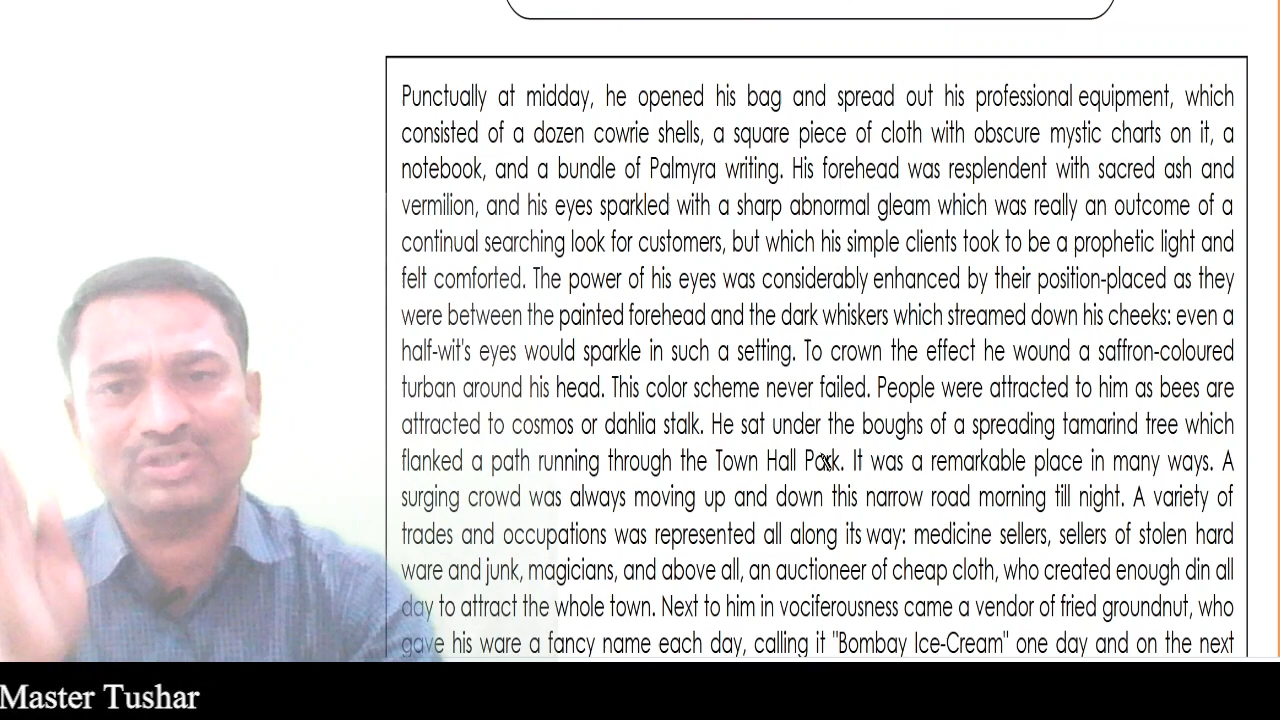 Punctually at midday, he opened his bag and spread out his professional equipment, which
consisted of a dozen cowrie shells, a square piece of cloth with obscure mystic charts on it, a
notebook, and a bundle of Palmyra writing. His forehead was resplendent with sacred ash and
vermilion, and his eyes sparkled with a sharp abnormal gleam which was really an outcome of a
continual searching look for customers, but which his simple clients took to be a prophetic light and
felt comforted. The power of his eyes was considerably enhanced by their position-placed as they
were between the painted forehead and the dark whiskers which streamed down his cheeks: even a
half-wit's eyes would sparkle in such a setting. To crown the effect he wound a saffron-coloured
turban around his head. This color scheme never failed. People were attracted to him as bees are
attracted to cosmos or dahlia stalk. He sat under the boughs of a spreading tamarind tree which
flanked a path running through the Town Hall Park. It was a remarkable place in many ways. A
surging crowd was always moving up and down this narrow road morning till night. A variety of
trades and occupations was represented all along its way: medicine sellers, sellers of stolen hard
ware and junk, magicians, and above all, an auctioneer of cheap cloth, who created enough din all
day to attract the whole town. Next to him in vociferousness came a vendor of fried groundnut, who
gave his ware a fancy name each day, calling it "Bombay Ice-Cream" one day and on the next
Master Tushar